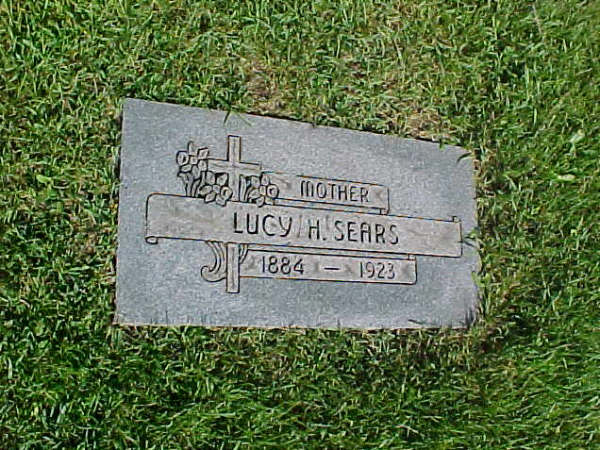 MOTHER
LUCY H. SEARS
1884 — 1923